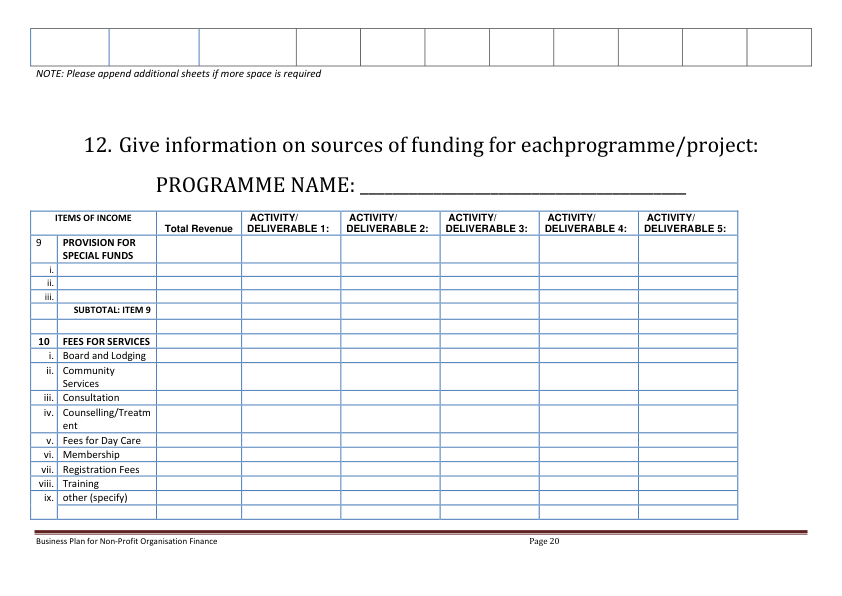 NOTE: Please append additional sheets if more space is required
12. Give information on sources of funding for eachprogramme/project:
PROGRAMME NAME: ______________________________________
ITEMS OF INCOME
Total Revenue
ACTIVITY/
DELIVERABLE 1:
ACTIVITY/
DELIVERABLE 2:
ACTIVITY/
DELIVERABLE 3:
ACTIVITY/
DELIVERABLE 4:
ACTIVITY/
DELIVERABLE 5:
9 PROVISION FOR
SPECIAL FUNDS
i.
ii.
iii.
SUBTOTAL: ITEM 9
10 FEES FOR SERVICES
i. Board and Lodging
ii. Community
Services
iii. Consultation
iv. Counselling/Treatm
ent
v. Fees for Day Care
vi. Membership
vii. Registration Fees
viii. Training
ix. other (specify)
Business Plan for Non-Profit Organisation Finance Page 20